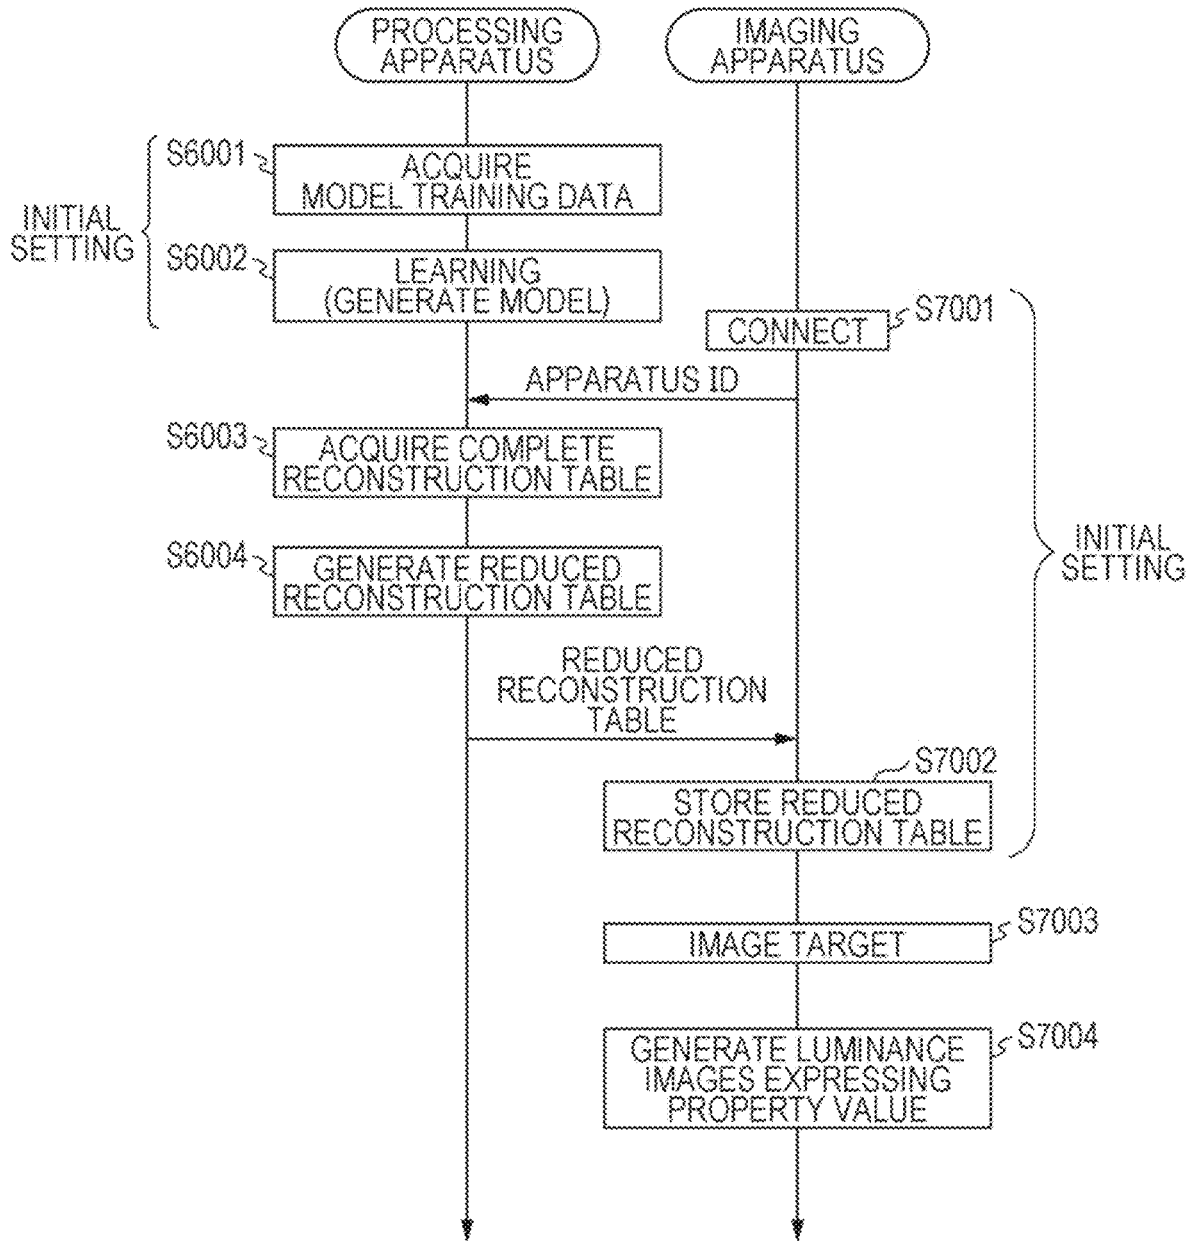 PROCESSING
APPARATUS
IMAGING
APPARATUS
INITIAL
SETTING
S6001
ACQUIRE
MODEL TRAINING DATA
S6002
LEARNING
(GENERATE MODEL)
S7001
CONNECT
APPARATUS ID
S6003
ACQUIRE COMPLETE
RECONSTRUCTION TABLE
S6004
GENERATE REDUCED
RECONSTRUCTION TABLE
INITIAL
SETTING
REDUCED
RECONSTRUCTION
TABLE
S7002
STORE REDUCED
RECONSTRUCTION TABLE
S7003
IMAGE TARGET
S7004
GENERATE LUMINANCE
IMAGES EXPRESSING
PROPERTY VALUE